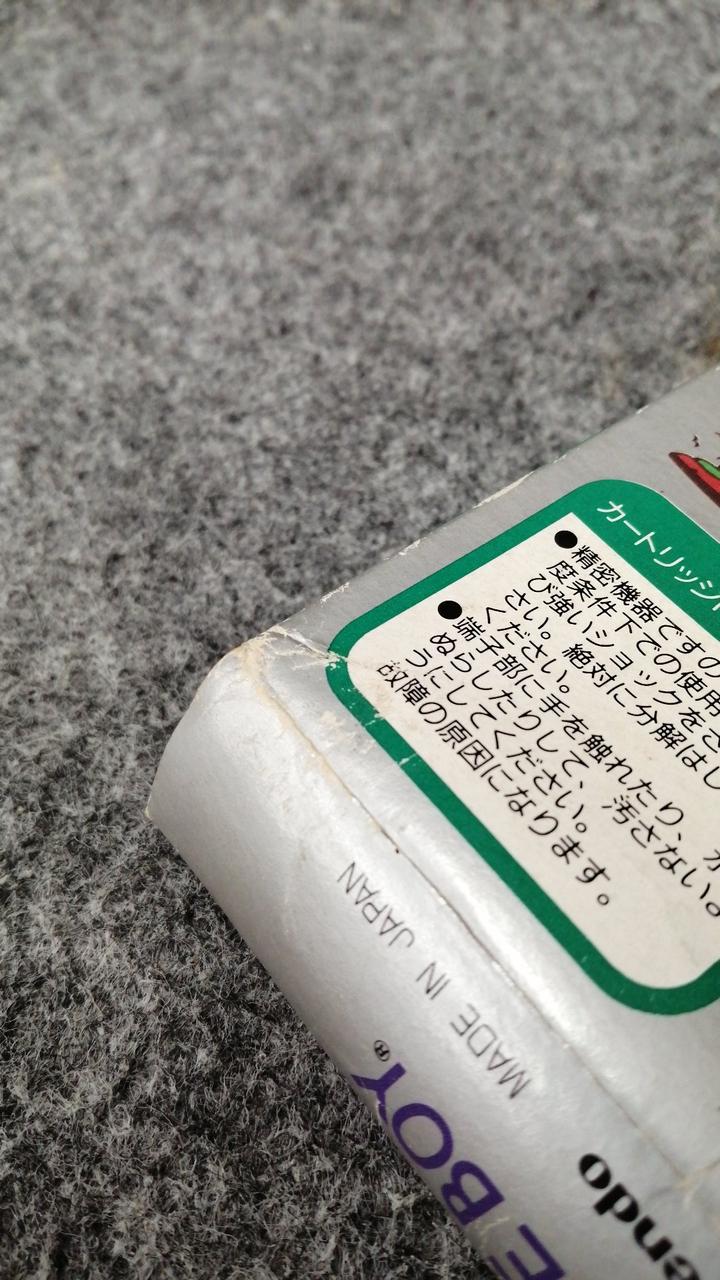 カートリッジ
●精密機器ですの
度条件下での使用
び強いショックをさ
さい。絶対に分解はし
ください。
●端子部に手を触れたり、
ぬらしたりして、汚さない
うにしてください。
故障の原因になります。
MADE IN JAPAN
E BOY®
endo